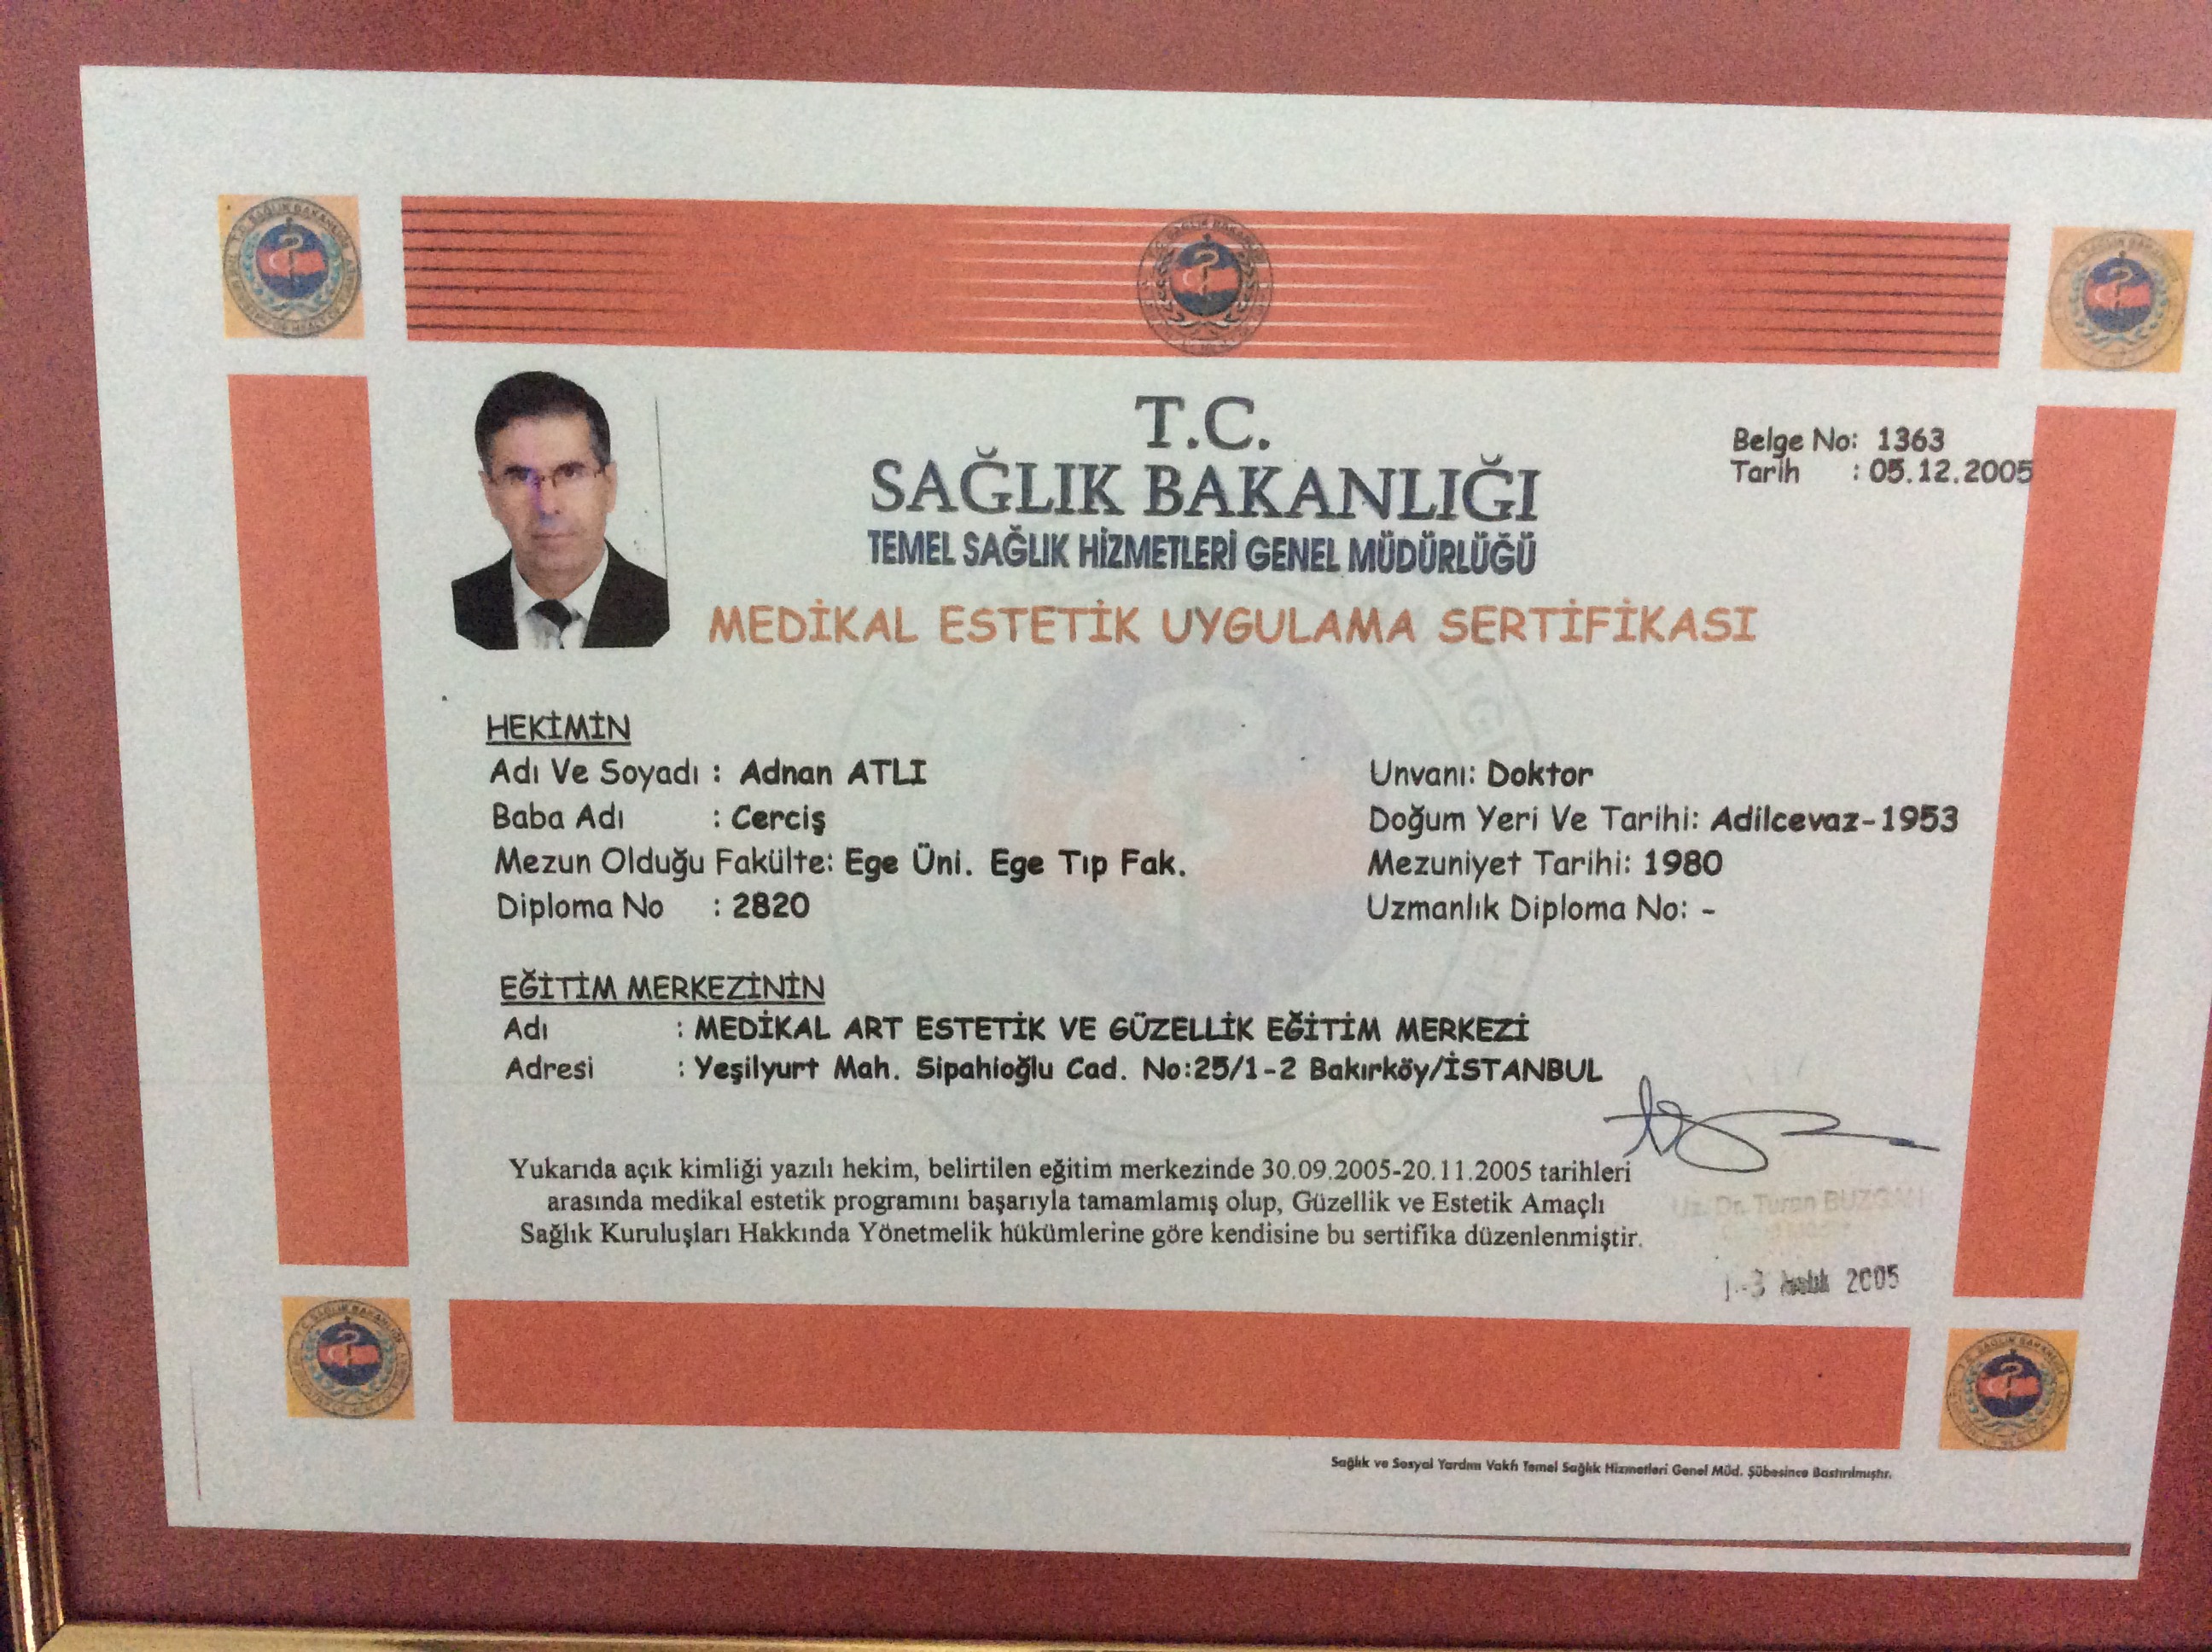 T.C.
SAĞLIK BAKANLIĞI
TEMEL SAĞLIK HİZMETLERİ GENEL MÜDÜRLÜĞÜ
MEDİKAL ESTETİK UYGULAMA SERTİFİKASI
Belge No: 1363
Tarih : 05.12.2005
HEKİMİN
Adı Ve Soyadı : Adnan ATLI
Baba Adı : Cerciş
Mezun Olduğu Fakülte: Ege Üni. Ege Tıp Fak.
Diploma No : 2820
Unvanı: Doktor
Doğum Yeri Ve Tarihi: Adilcevaz-1953
Mezuniyet Tarihi: 1980
Uzmanlık Diploma No: -
EĞİTİM MERKEZİNİN
Adı : MEDİKAL ART ESTETİK VE GÜZELLİK EĞİTİM MERKEZİ
Adresi : Yeşilyurt Mah. Sipahioğlu Cad. No:25/1-2 Bakırköy/İSTANBUL
Yukarıda açık kimliği yazılı hekim, belirtilen eğitim merkezinde 30.09.2005-20.11.2005 tarihleri
arasında medikal estetik programını başarıyla tamamlamış olup, Güzellik ve Estetik Amaçlı
Sağlık Kuruluşları Hakkında Yönetmelik hükümlerine göre kendisine bu sertifika düzenlenmiştir.
Uz. Dr. Turan
2005
Sağlık ve Sosyal Yardım Vakfı Temel Sağlık Hizmetleri Genel Müd. Şübesince Bastırılmıştır.